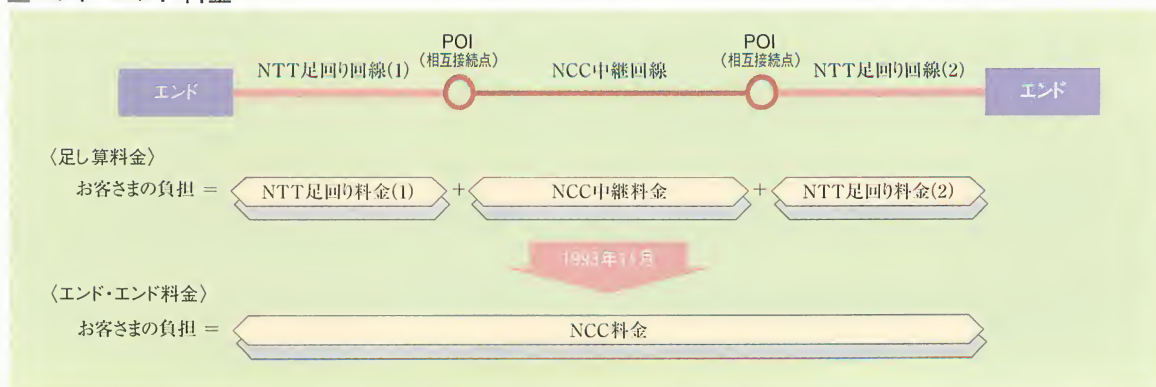 POI
(相互接続点)
POI
(相互接続点)
エンド
NTT足回り回線(1)
NCC中継回線
NTT足回り回線(2)
エンド
〈足し算料金〉
お客さまの負担 = NTT足回り料金(1) + NCC中継料金 + NTT足回り料金(2)
1993年11月
〈エンド・エンド料金〉
お客さまの負担 = NCC料金